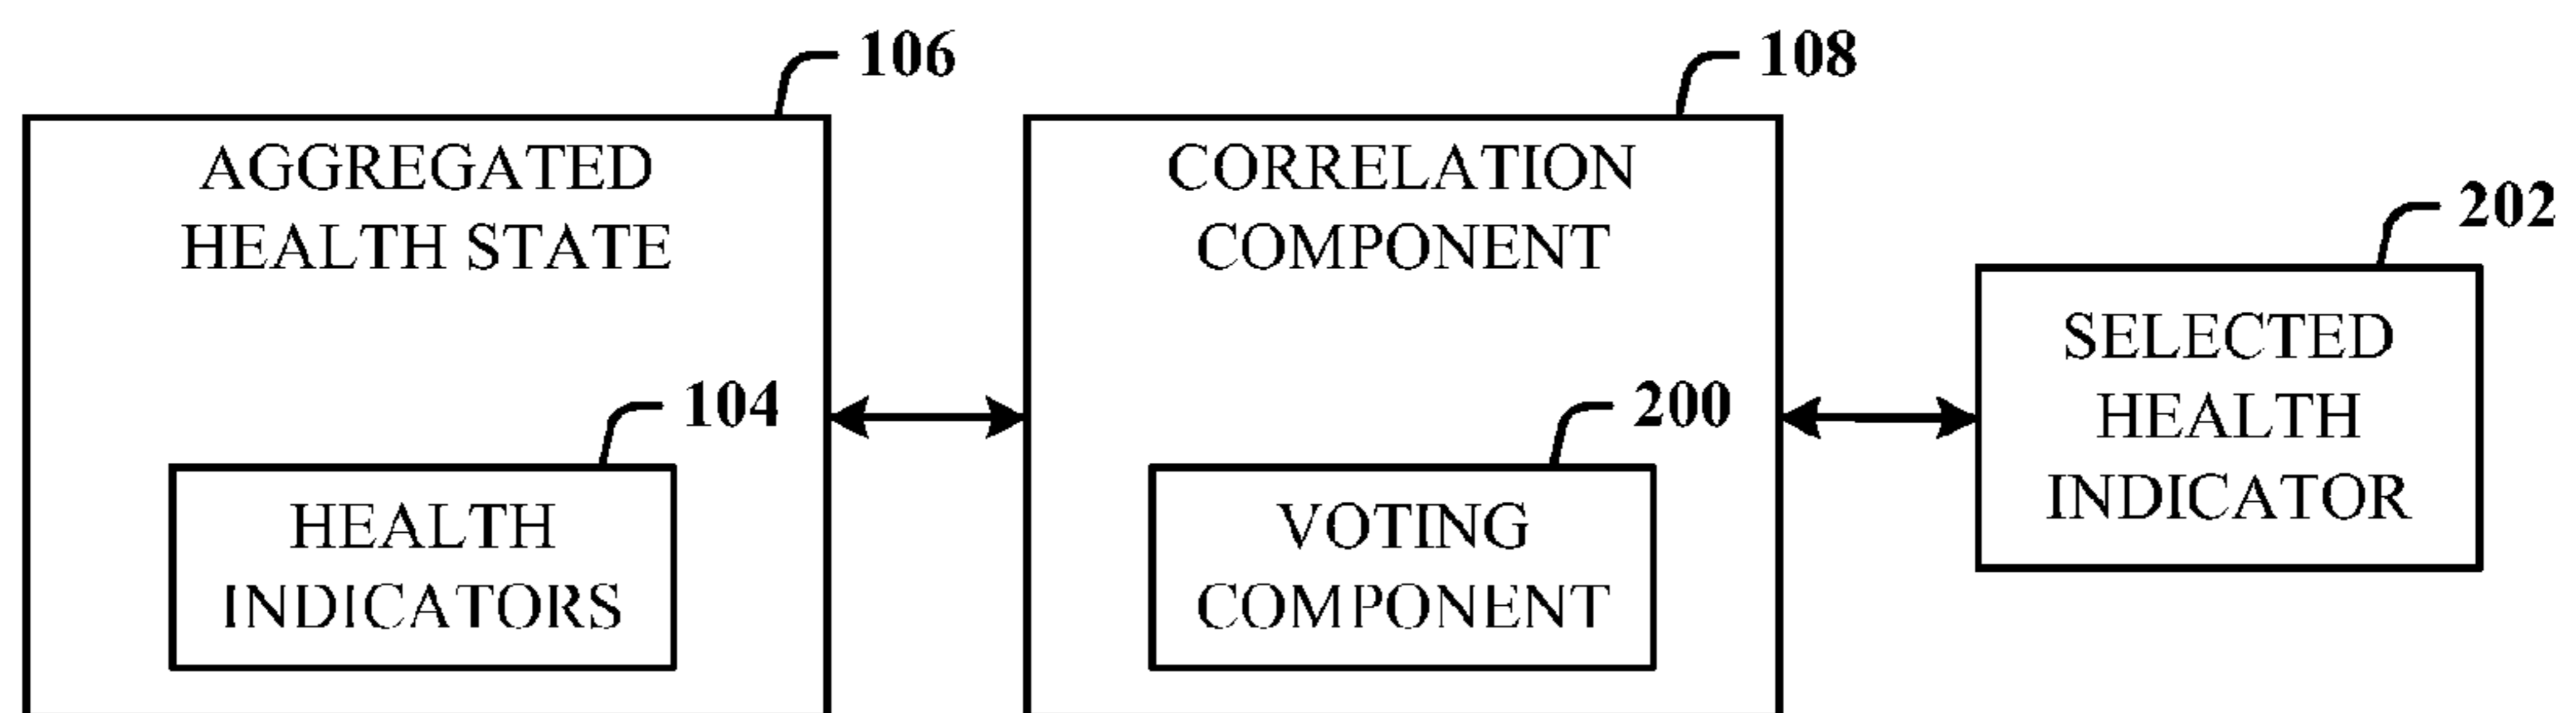 106
AGGREGATED
HEALTH STATE
104
HEALTH
INDICATORS
108
CORRELATION
COMPONENT
200
VOTING
COMPONENT
202
SELECTED
HEALTH
INDICATOR